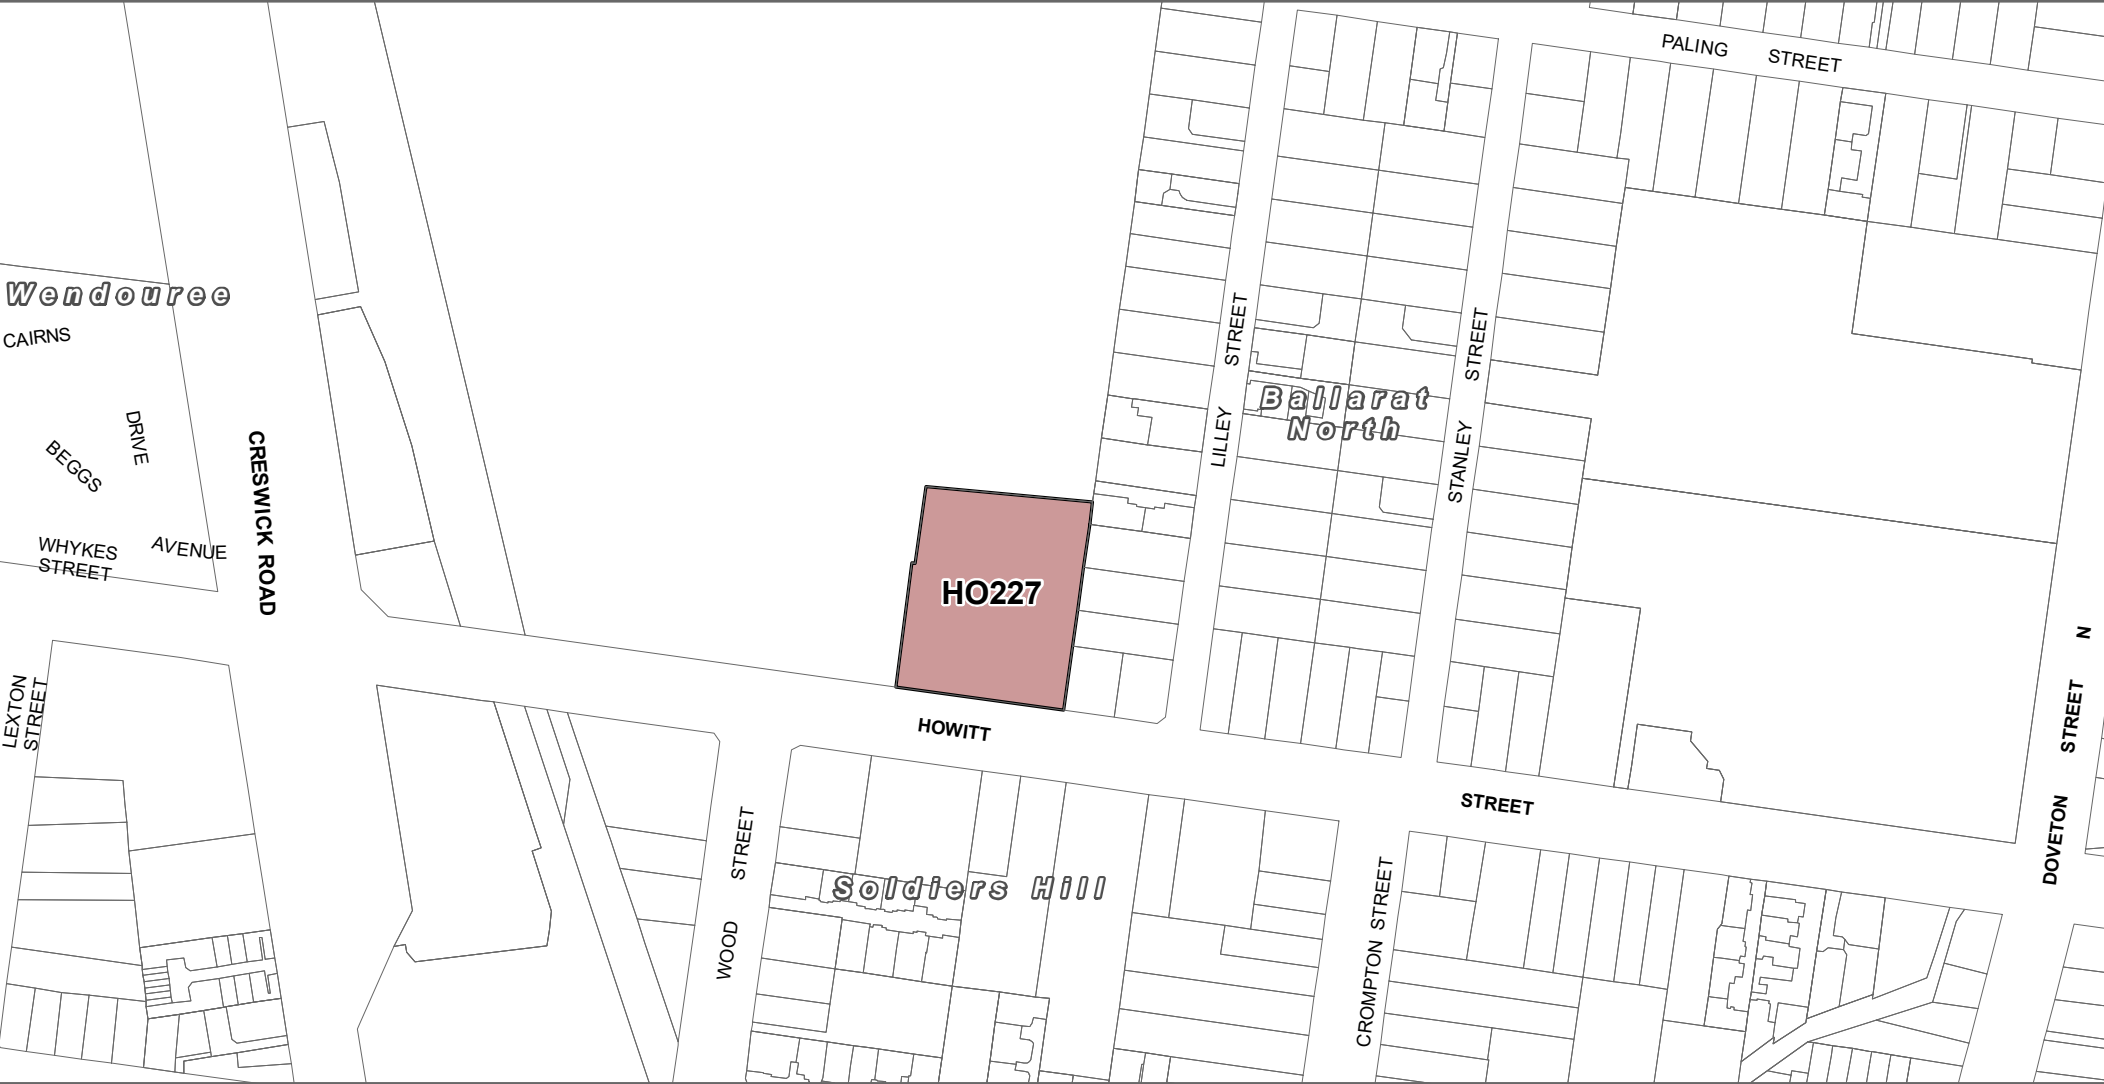 PALING STREET
Wendouree
CAIRNS
DRIVE
BEGGS
WHYKES
STREET
AVENUE
CRESWICK ROAD
LILLEY STREET
STANLEY STREET
Ballarat
North
HO227
LEXTON
STREET
HOWITT STREET
DOVETON STREET N
WOOD STREET
Soldiers Hill
CROMPTON STREET